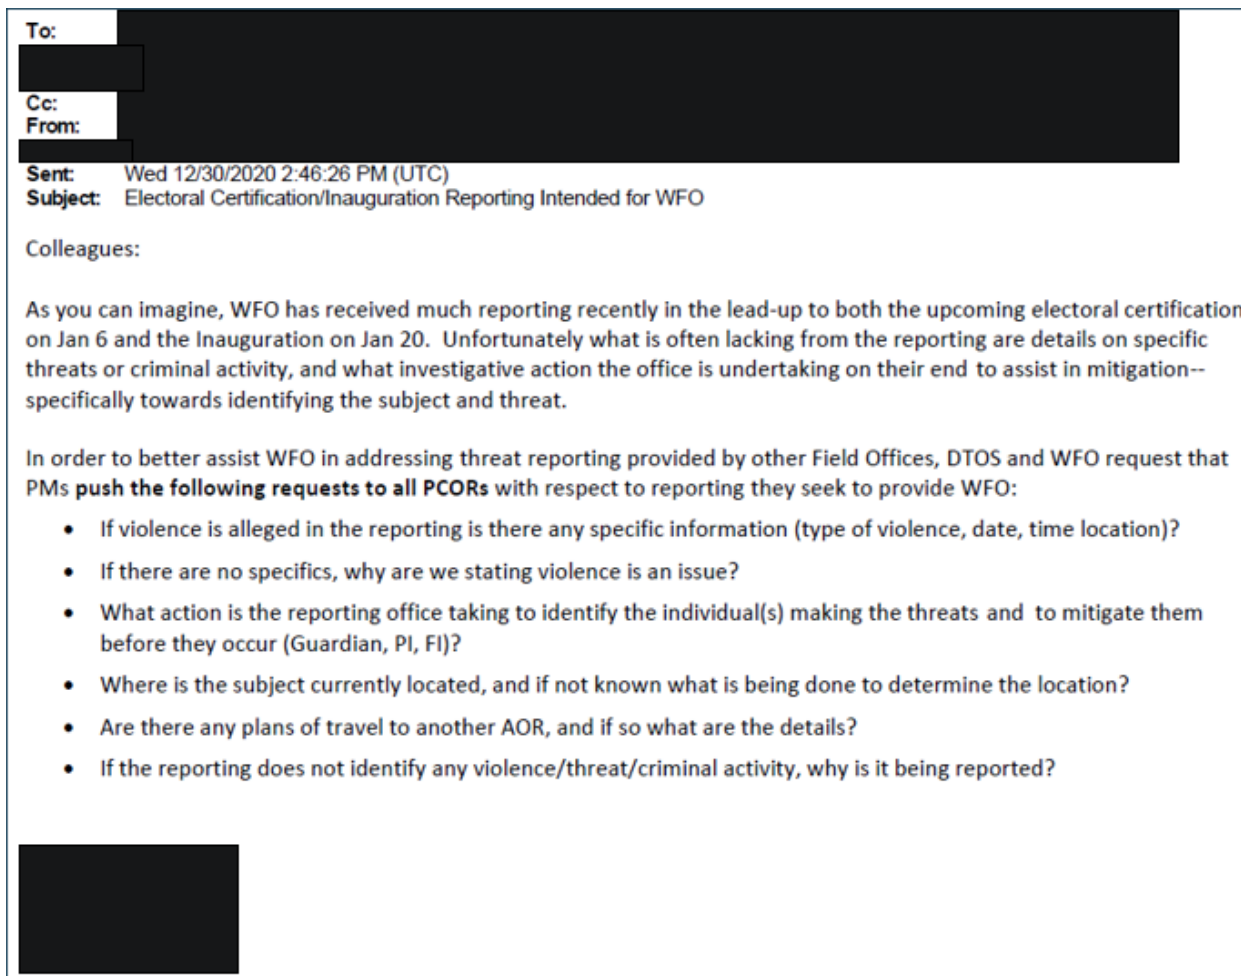 To:
Cc:
From:
Sent: Wed 12/30/2020 2:46:26 PM (UTC)
Subject: Electoral Certification/Inauguration Reporting Intended for WFO
Colleagues:
As you can imagine, WFO has received much reporting recently in the lead-up to both the upcoming electoral certification
on Jan 6 and the Inauguration on Jan 20. Unfortunately what is often lacking from the reporting are details on specific
threats or criminal activity, and what investigative action the office is undertaking on their end to assist in mitigation--
specifically towards identifying the subject and threat.
In order to better assist WFO in addressing threat reporting provided by other Field Offices, DTOS and WFO request that
PMs push the following requests to all PCORs with respect to reporting they seek to provide WFO:
• If violence is alleged in the reporting is there any specific information (type of violence, date, time location)?
• If there are no specifics, why are we stating violence is an issue?
• What action is the reporting office taking to identify the individual(s) making the threats and to mitigate them
before they occur (Guardian, PI, FI)?
• Where is the subject currently located, and if not known what is being done to determine the location?
• Are there any plans of travel to another AOR, and if so what are the details?
• If the reporting does not identify any violence/threat/criminal activity, why is it being reported?